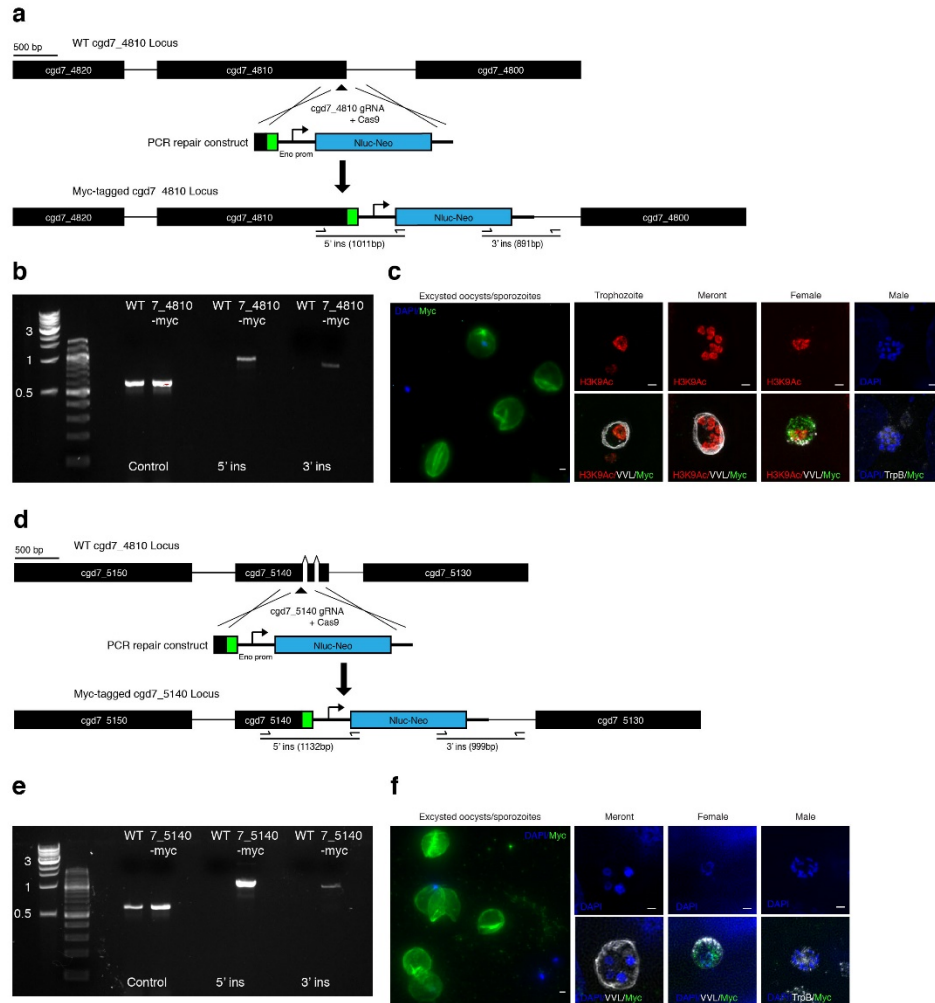 a
WT cgd7_4810 Locus
500 bp
cgd7_4820 cgd7_4810 cgd7_4800
cgd7_4810 gRNA
+ Cas9
PCR repair construct
Nluc-Neo
Eno prom
Myc-tagged cgd7_4810 Locus
cgd7_4820 cgd7_4810 Nluc-Neo cgd7_4800
5' ins (1011bp) 3' ins (891bp)
b
WT 7_4810 WT 7_4810 WT 7_4810
-myc -myc -myc
3
1
0.5
Control 5' ins 3' ins
c
Excysted oocysts/sporozoites Trophozoite Meront Female Male
DAPI/Myc
H3K9Ac H3K9Ac H3K9Ac DAPI
H3K9Ac/VVL/Myc H3K9Ac/VVL/Myc H3K9Ac/VVL/Myc DAPI/TrpB/Myc
d
WT cgd7_4810 Locus
500 bp
cgd7_5150 cgd7_5140 cgd7_5130
cgd7_5140 gRNA
+ Cas9
PCR repair construct
Nluc-Neo
Eno prom
Myc-tagged cgd7_5140 Locus
cgd7_5150 cgd7_5140 Nluc-Neo cgd7_5130
5' ins (1132bp) 3' ins (999bp)
e
WT 7_5140 WT 7_5140 WT 7_5140
-myc -myc -myc
3
1
0.5
Control 5' ins 3' ins
f
Excysted oocysts/sporozoites Meront Female Male
DAPI/Myc
DAPI DAPI DAPI
DAPI/VVL/Myc DAPI/VVL/Myc DAPI/TrpB/Myc